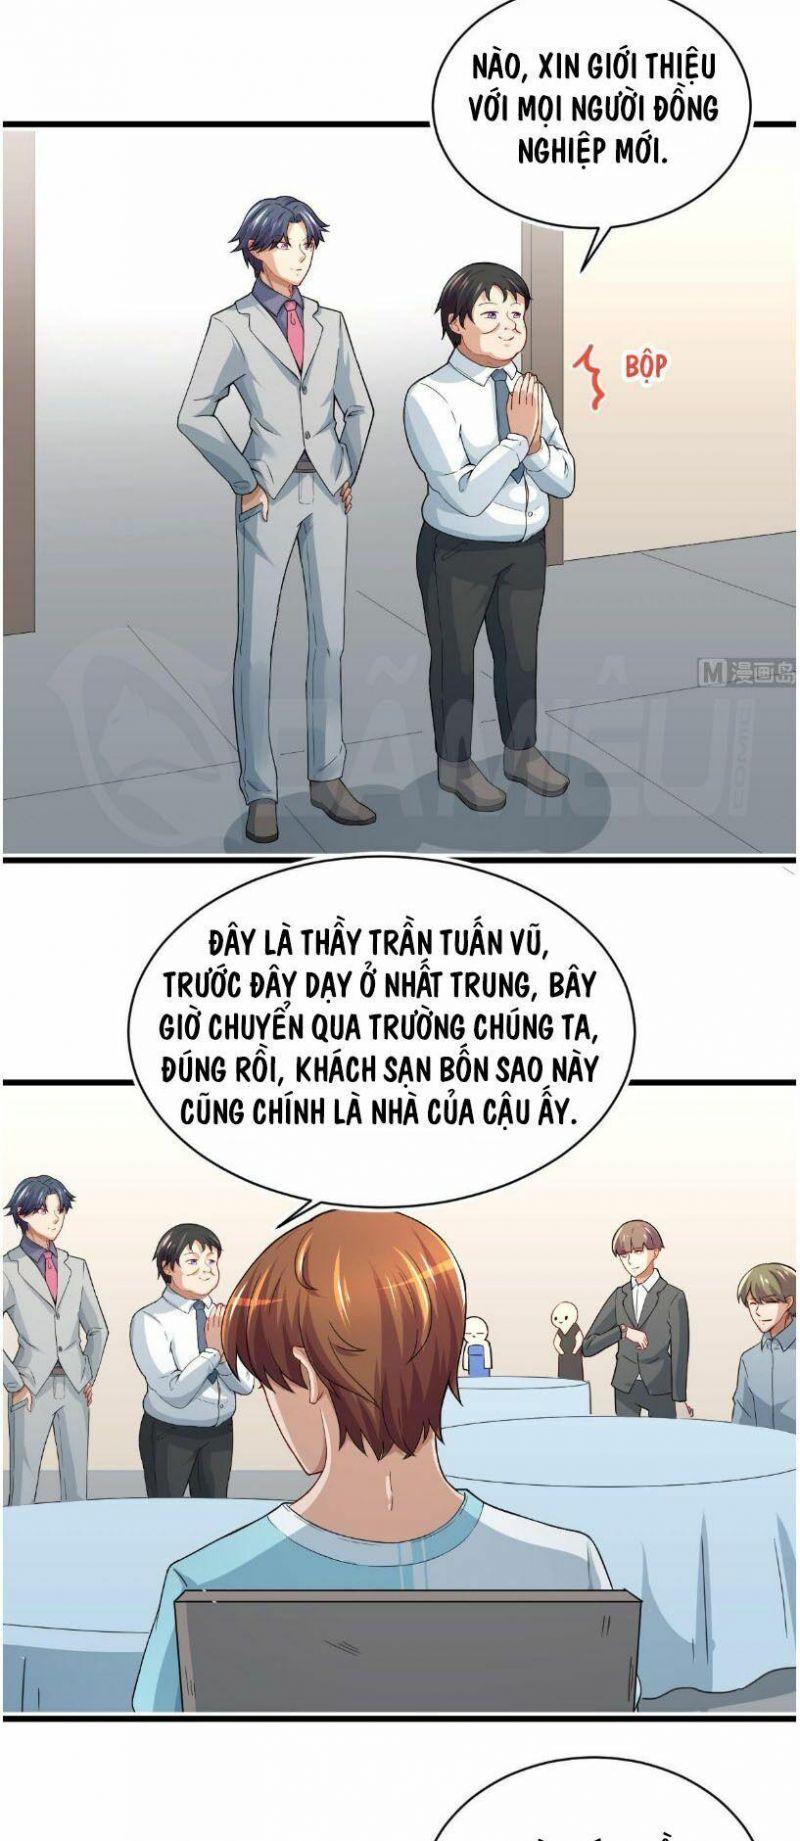 NÀO, XIN GIỚI THIỆU
VỚI MỌI NGƯỜI ĐỒNG
NGHIỆP MỚI.
BỘP
M 漫画岛
COMIC
ĐÂY LÀ THẦY TRẦN TUẤN VŨ,
TRƯỚC ĐÂY DẠY Ở NHẤT TRUNG, BÂY
GIỜ CHUYỂN QUA TRƯỜNG CHÚNG TA,
ĐÚNG RỒI, KHÁCH SẠN BỐN SAO NÀY
CŨNG CHÍNH LÀ NHÀ CỦA CẬU ẤY.